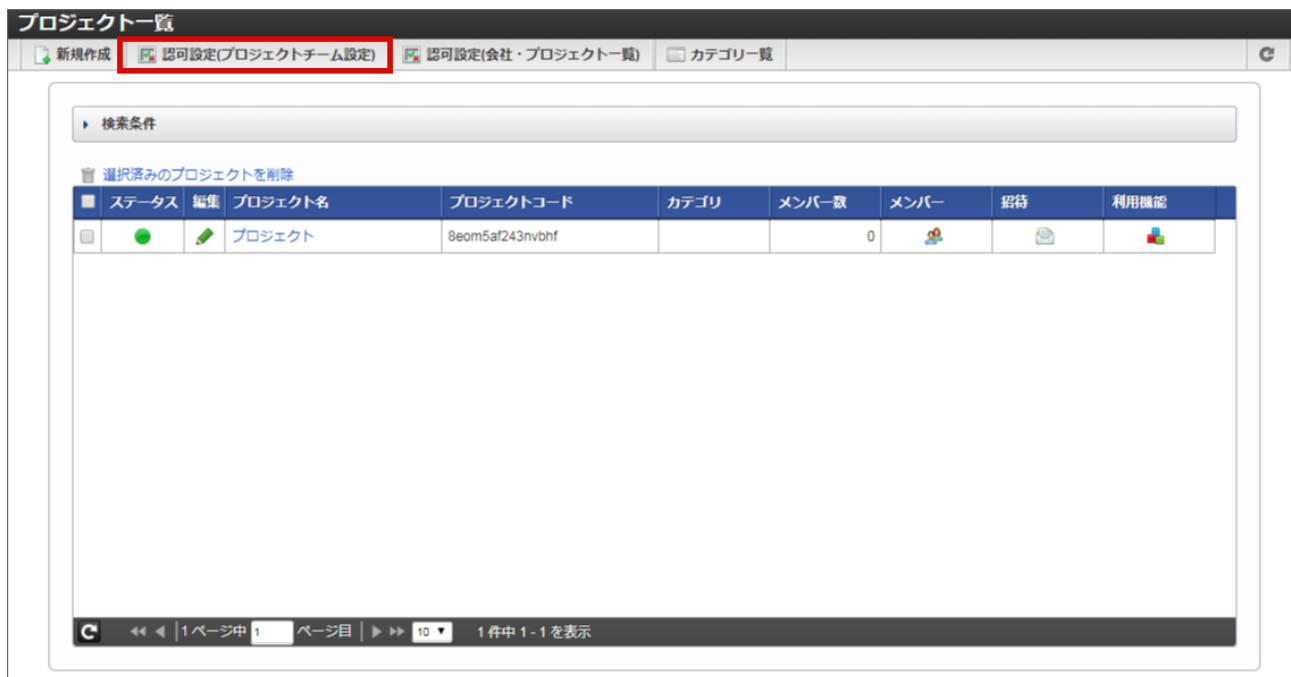 プロジェクト一覧
新規作成 認可設定(プロジェクトチーム設定) 認可設定(会社・プロジェクト一覧) カテゴリ一覧
検索条件
選択済みのプロジェクトを削除
ステータス 編集 プロジェクト名 プロジェクトコード カテゴリ メンバー数 メンバー 招待 利用機能
プロジェクト 8eom5af243nvbhf 0
1 ページ中 1 ページ目 10 1 件中 1 - 1 を表示